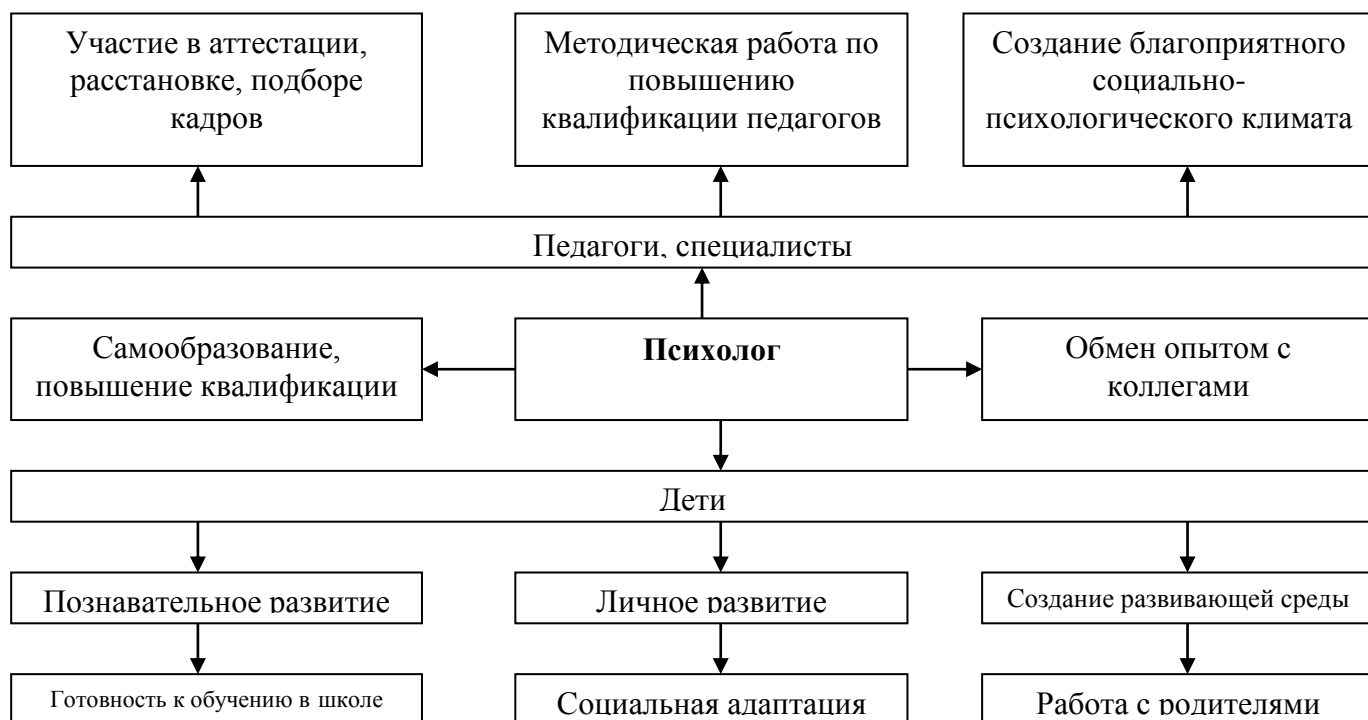 Участие в аттестации,
расстановке, подборе
кадров
Методическая работа по
повышению
квалификации педагогов
Создание благоприятного
социально-
психологического климата
Педагоги, специалисты
Самообразование,
повышение квалификации
Психолог
Обмен опытом с
коллегами
Дети
Познавательное развитие
Личное развитие
Создание развивающей среды
Готовность к обучению в школе
Социальная адаптация
Работа с родителями